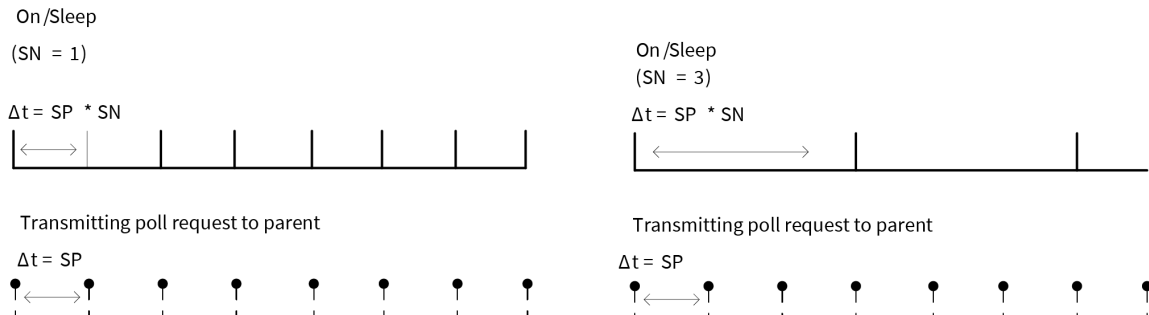 On/Sleep
(SN = 1)
Δt = SP * SN
Transmitting poll request to parent
Δt = SP
On/Sleep
(SN = 3)
Δt = SP * SN
Transmitting poll request to parent
Δt = SP